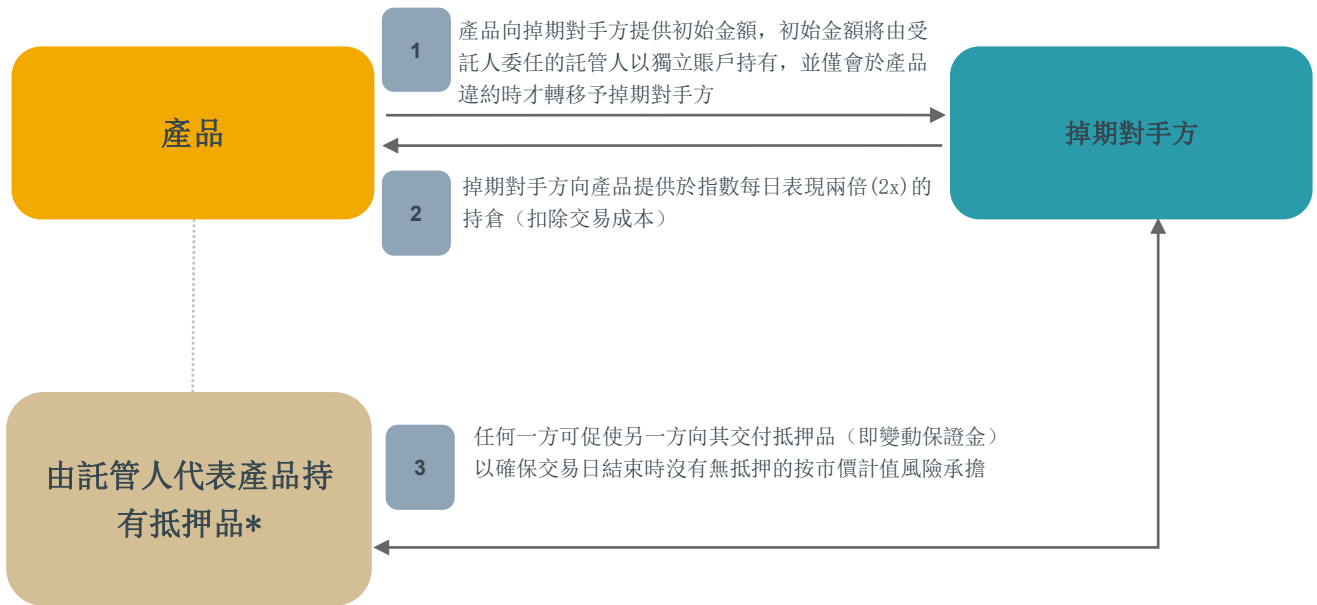 1
產品向掉期對手方提供初始金額，初始金額將由受
託人委任的託管人以獨立賬戶持有，並僅會於產品
違約時才轉移予掉期對手方
產品
掉期對手方
2
掉期對手方向產品提供於指數每日表現兩倍(2x)的
持倉（扣除交易成本）
3
任何一方可促使另一方向其交付抵押品（即變動保證金）
以確保交易日結束時沒有無抵押的按市價計值風險承擔
由託管人代表產品持
有抵押品*